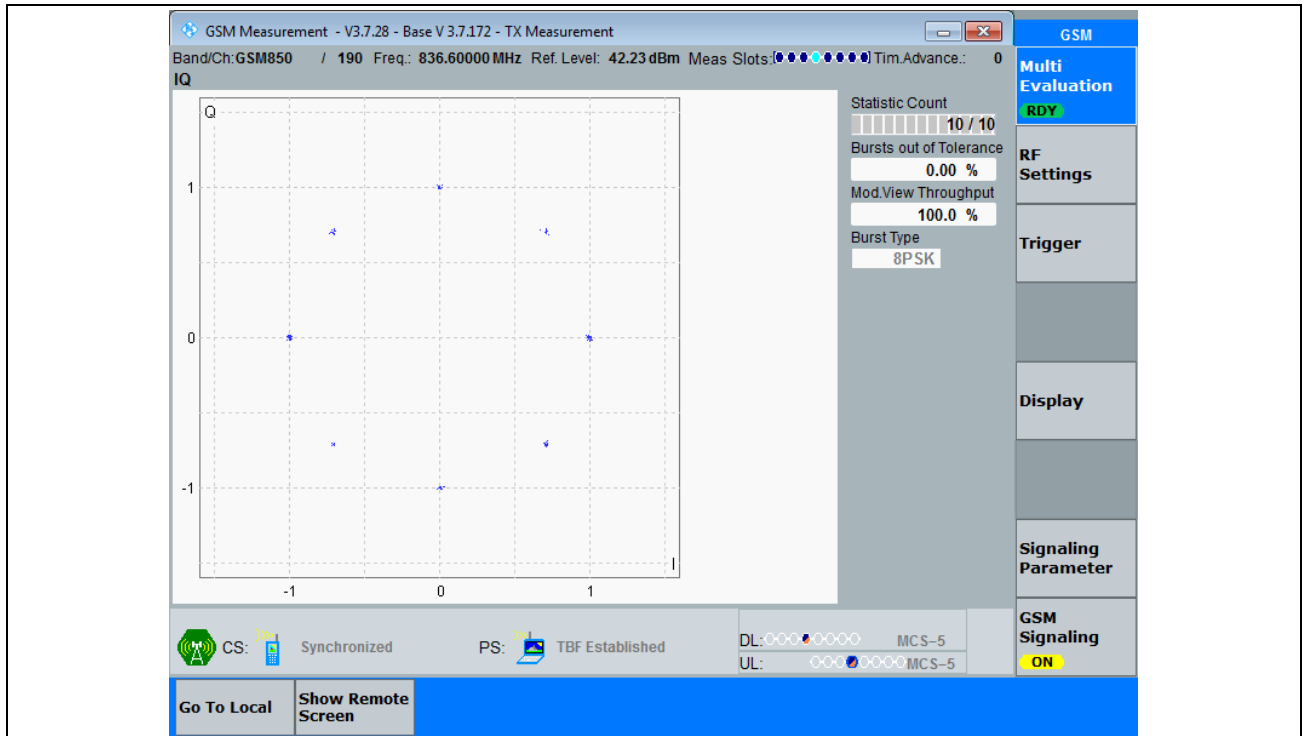 GSM Measurement - V3.7.28 - Base V 3.7.172 - TX Measurement
GSM
Band/Ch:GSM850 / 190 Freq.: 836.60000 MHz Ref. Level: 42.23 dBm Meas Slots: Tim.Advance.: 0
IQ
Multi
Evaluation
RDY
Q
Statistic Count
10 / 10
Bursts out of Tolerance
0.00 %
Mod.View Throughput
100.0 %
Burst Type
8PSK
RF
Settings
Trigger
1
0
-1
I
-1 0 1
Display
Signaling
Parameter
GSM
Signaling
ON
CS: Synchronized PS: TBF Established
DL: MCS-5
UL: MCS-5
Go To Local
Show Remote
Screen